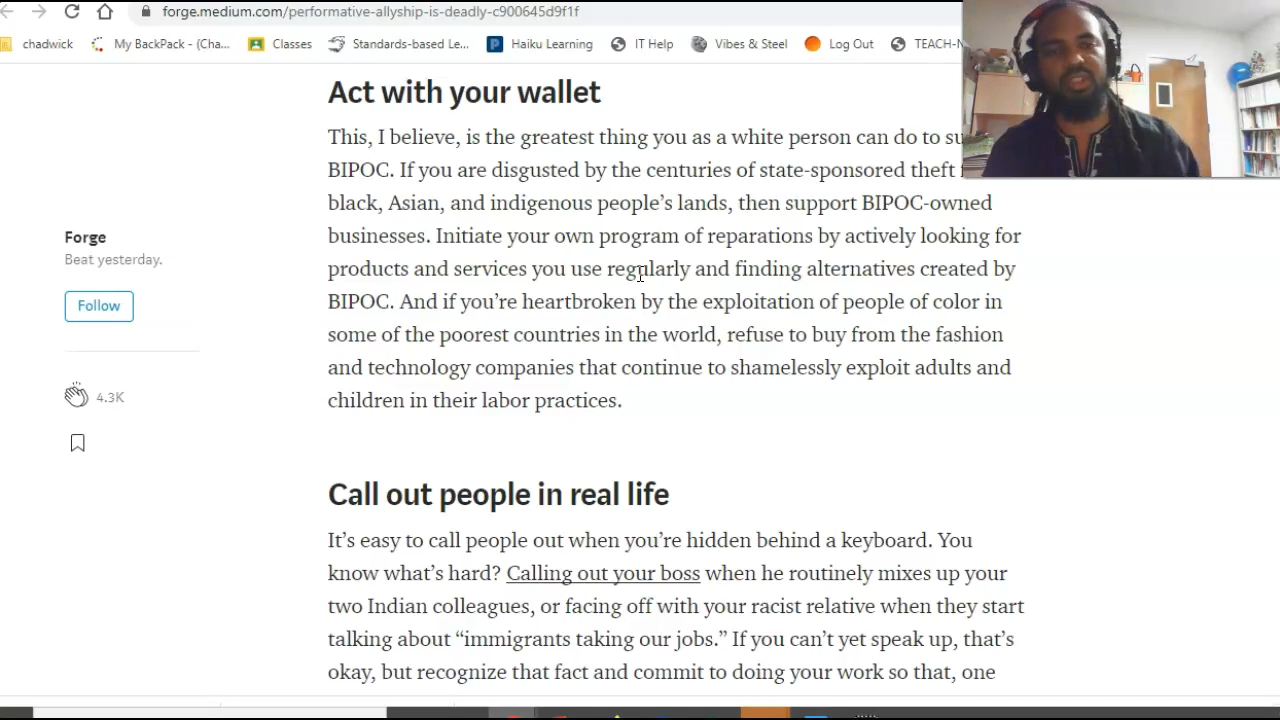 forge.medium.com/performative-allyship-is-deadly-c900645d9f1f
chadwick
My BackPack - (Cha...
Classes
Standards-based Le...
Haiku Learning
IT Help
Vibes & Steel
Log Out
TEACH-N
Act with your wallet
This, I believe, is the greatest thing you as a white person can do to su
BIPOC. If you are disgusted by the centuries of state-sponsored theft
black, Asian, and indigenous people's lands, then support BIPOC-owned
businesses. Initiate your own program of reparations by actively looking for
products and services you use regularly and finding alternatives created by
BIPOC. And if you're heartbroken by the exploitation of people of color in
some of the poorest countries in the world, refuse to buy from the fashion
and technology companies that continue to shamelessly exploit adults and
children in their labor practices.
Forge
Beat yesterday.
Follow
4.3K
Call out people in real life
It's easy to call people out when you're hidden behind a keyboard. You
know what's hard? Calling out your boss when he routinely mixes up your
two Indian colleagues, or facing off with your racist relative when they start
talking about “immigrants taking our jobs.” If you can't yet speak up, that's
okay, but recognize that fact and commit to doing your work so that, one